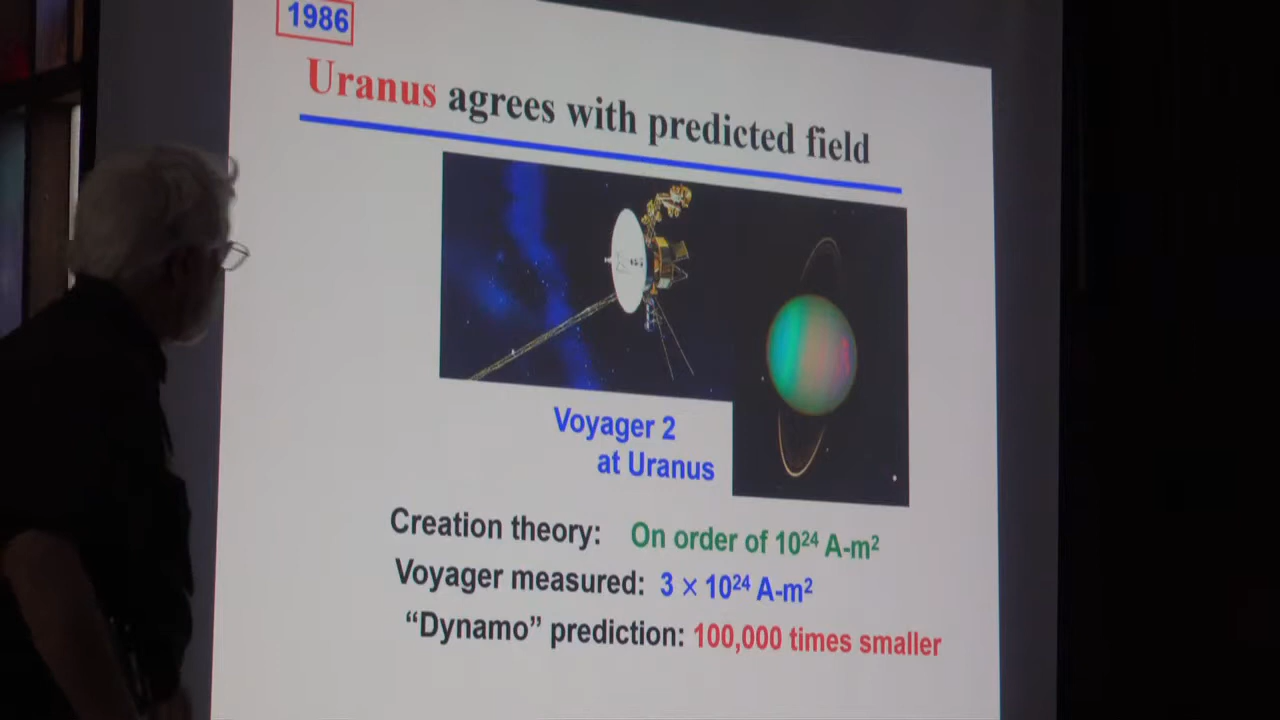 1986
Uranus agrees with predicted field
Voyager 2
at Uranus
Creation theory: On order of 10²⁴ A-m²
Voyager measured: 3 × 10²⁴ A-m²
“Dynamo” prediction: 100,000 times smaller